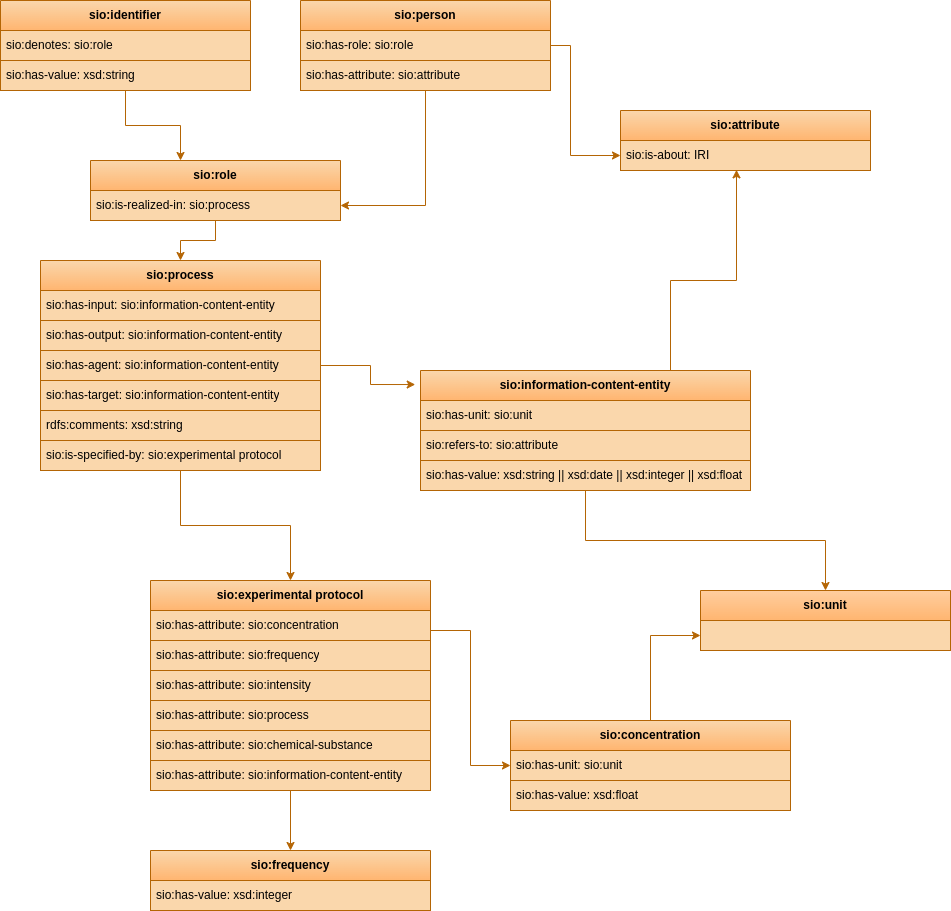 sio:identifier
sio:denotes: sio:role
sio:has-value: xsd:string
sio:person
sio:has-role: sio:role
sio:has-attribute: sio:attribute
sio:attribute
sio:is-about: IRI
sio:role
sio:is-realized-in: sio:process
sio:process
sio:has-input: sio:information-content-entity
sio:has-output: sio:information-content-entity
sio:has-agent: sio:information-content-entity
sio:has-target: sio:information-content-entity
rdfs:comments: xsd:string
sio:is-specified-by: sio:experimental protocol
sio:information-content-entity
sio:has-unit: sio:unit
sio:refers-to: sio:attribute
sio:has-value: xsd:string || xsd:date || xsd:integer || xsd:float
sio:experimental protocol
sio:has-attribute: sio:concentration
sio:has-attribute: sio:frequency
sio:has-attribute: sio:intensity
sio:has-attribute: sio:process
sio:has-attribute: sio:chemical-substance
sio:has-attribute: sio:information-content-entity
sio:unit
sio:concentration
sio:has-unit: sio:unit
sio:has-value: xsd:float
sio:frequency
sio:has-value: xsd:integer